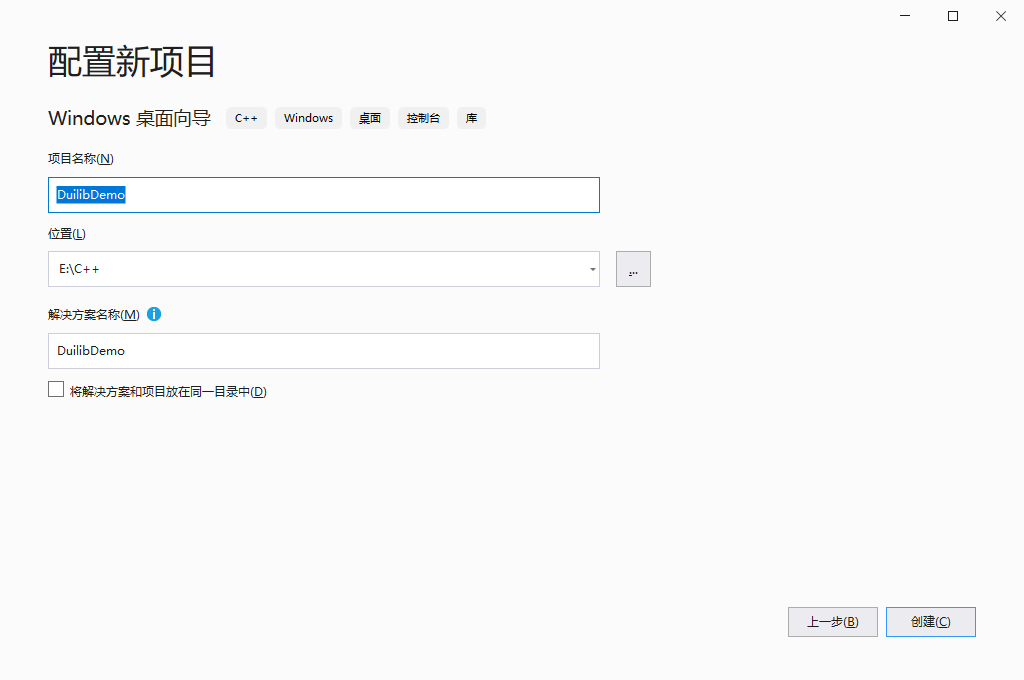 配置新项目
Windows 桌面向导 C++ Windows 桌面 控制台 库
项目名称(N)
DuilibDemo
位置(L)
E:\C++
...
解决方案名称(M)
DuilibDemo
将解决方案和项目放在同一目录中(D)
上一步(B) 创建(C)